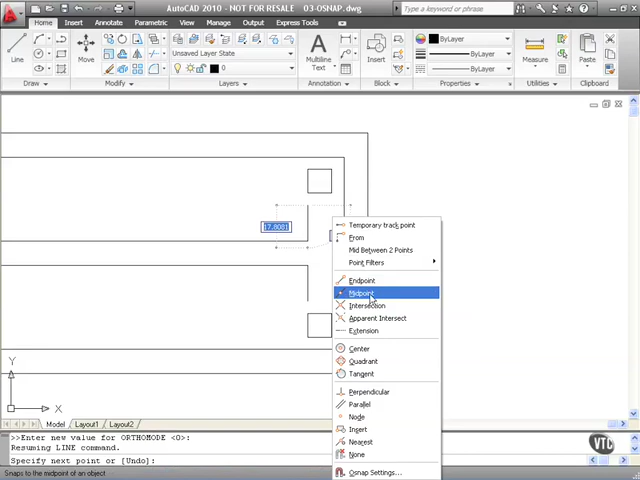 AutoCAD 2010 - NOT FOR RESALE 03-OSNAP.dwg
Home Insert Annotate Parametric View Manage Output Express Tools
Line Move Unsaved Layer State Multiline Text Insert ByLayer Measure Paste
0 ByLayer
ByLayer
Draw Modify Layers Annotation Block Properties Utilities Clipboard
17.8081
Temporary track point
From
Mid Between 2 Points
Point Filters
Endpoint
Midpoint
Intersection
Apparent Intersect
Extension
Center
Quadrant
Tangent
Perpendicular
Parallel
Node
Insert
Nearest
None
Osnap Settings...
Y
X
Model Layout1 Layout2
>>Enter new value for ORTHOMODE <0>:
Resuming LINE command.
Specify next point or [Undo]:
Snaps to the midpoint of an object
VTC